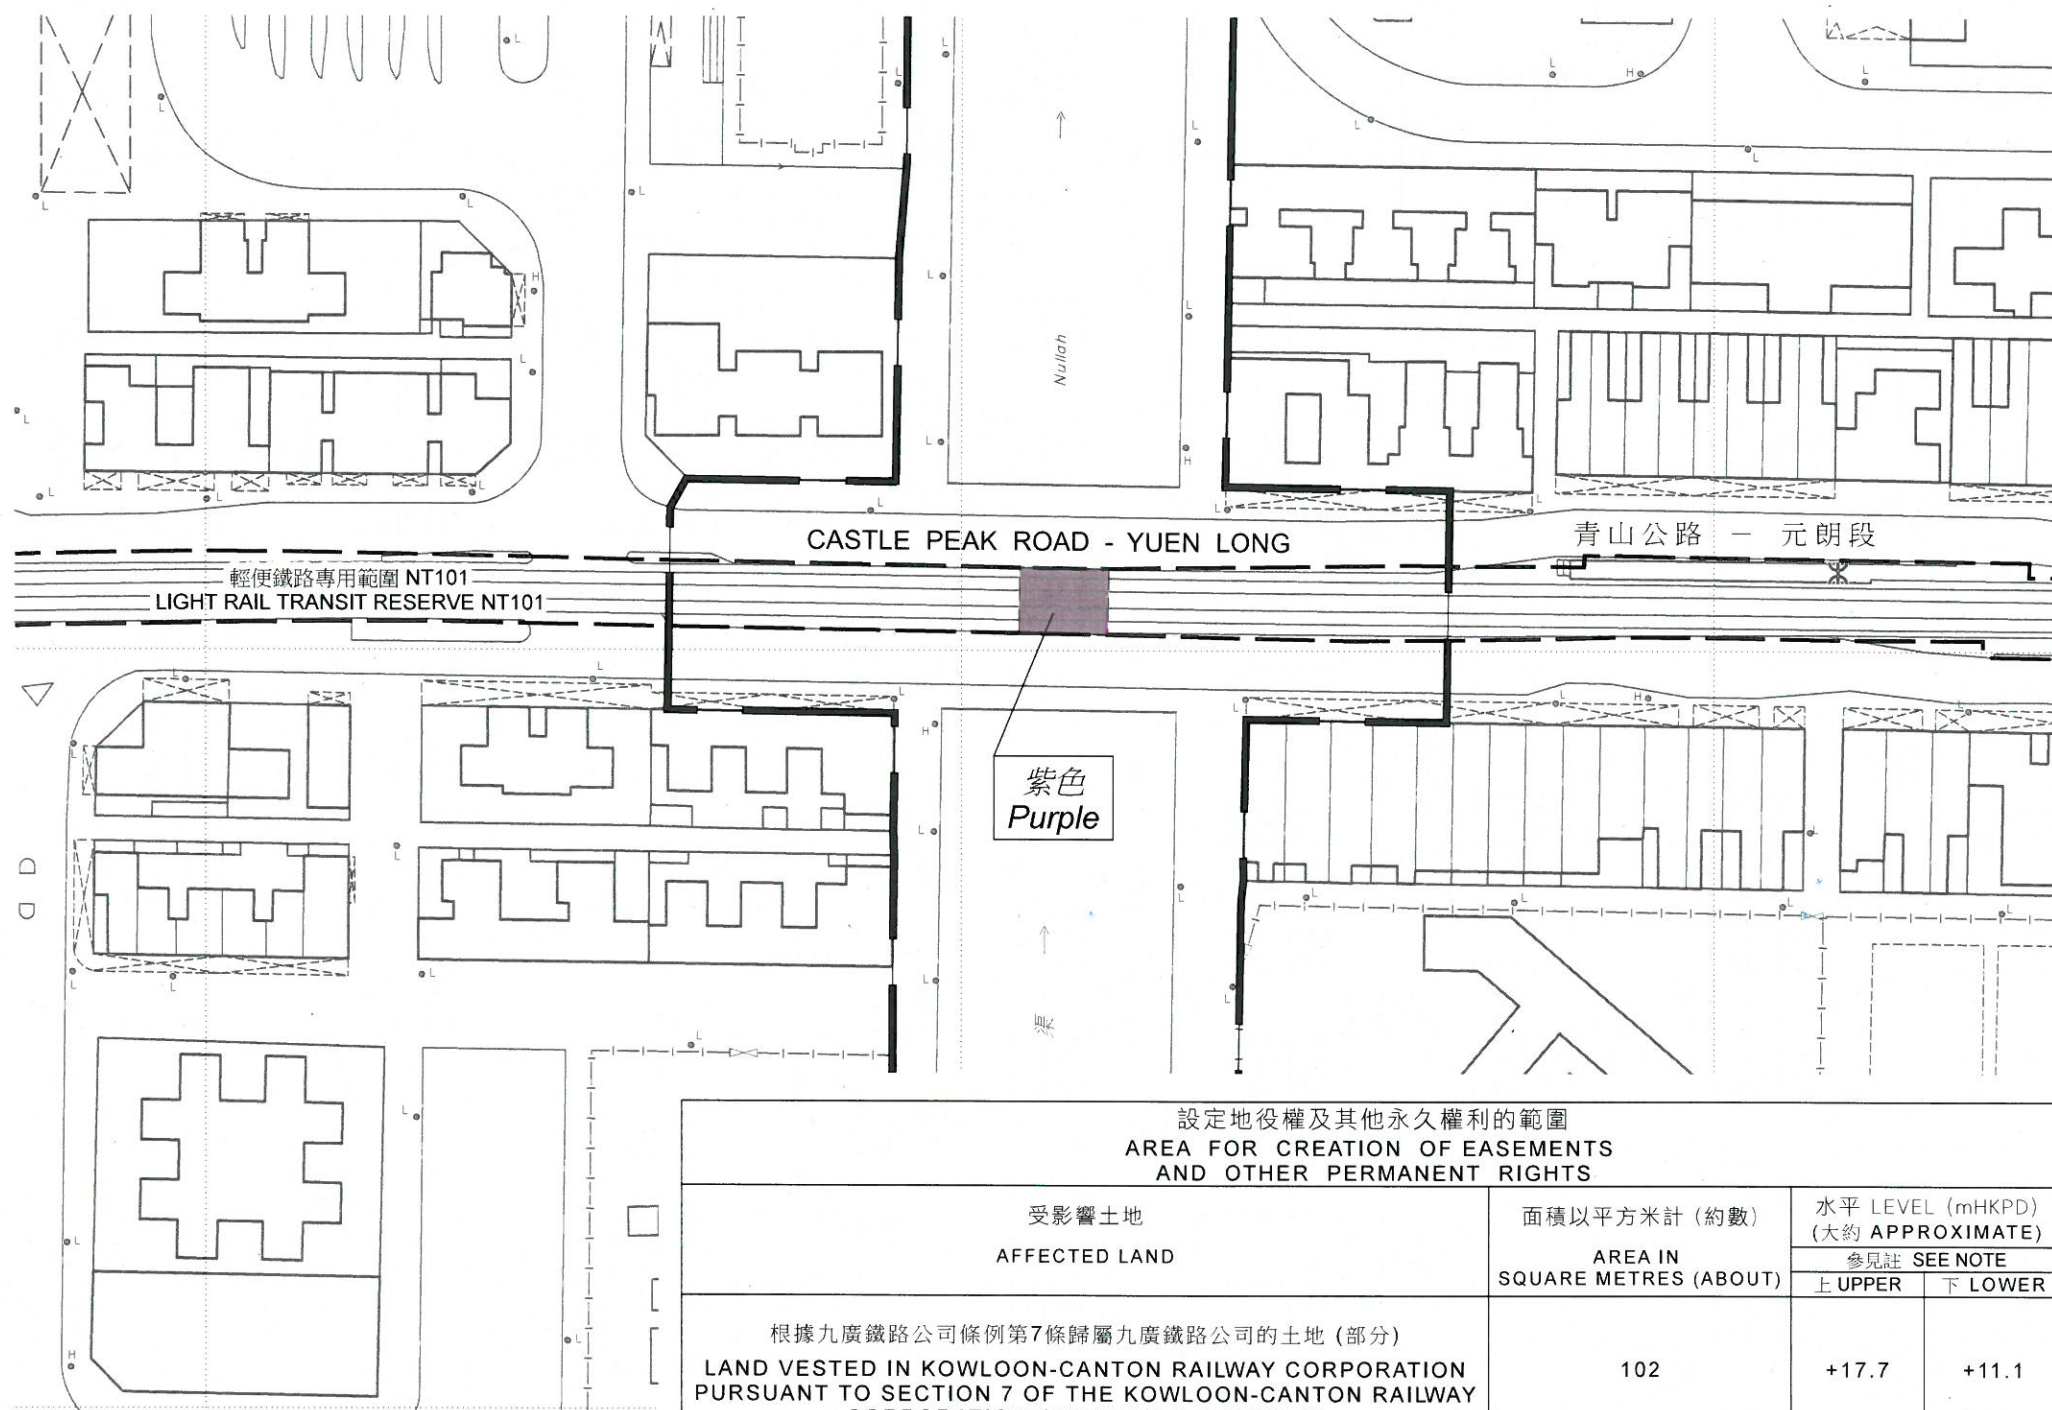 Nullah
CASTLE PEAK ROAD - YUEN LONG
青山公路 － 元朗段
輕便鐵路專用範圍 NT101
LIGHT RAIL TRANSIT RESERVE NT101
紫色
Purple
渠
設定地役權及其他永久權利的範圍
AREA FOR CREATION OF EASEMENTS
AND OTHER PERMANENT RIGHTS
受影響土地
AFFECTED LAND
面積以平方米計 (約數)
AREA IN
SQUARE METRES (ABOUT)
水平 LEVEL (mHKPD)
(大約 APPROXIMATE)
參見註 SEE NOTE
上 UPPER
下 LOWER
根據九廣鐵路公司條例第7條歸屬九廣鐵路公司的土地 (部分)
LAND VESTED IN KOWLOON-CANTON RAILWAY CORPORATION
PURSUANT TO SECTION 7 OF THE KOWLOON-CANTON RAILWAY
102
+17.7
+11.1